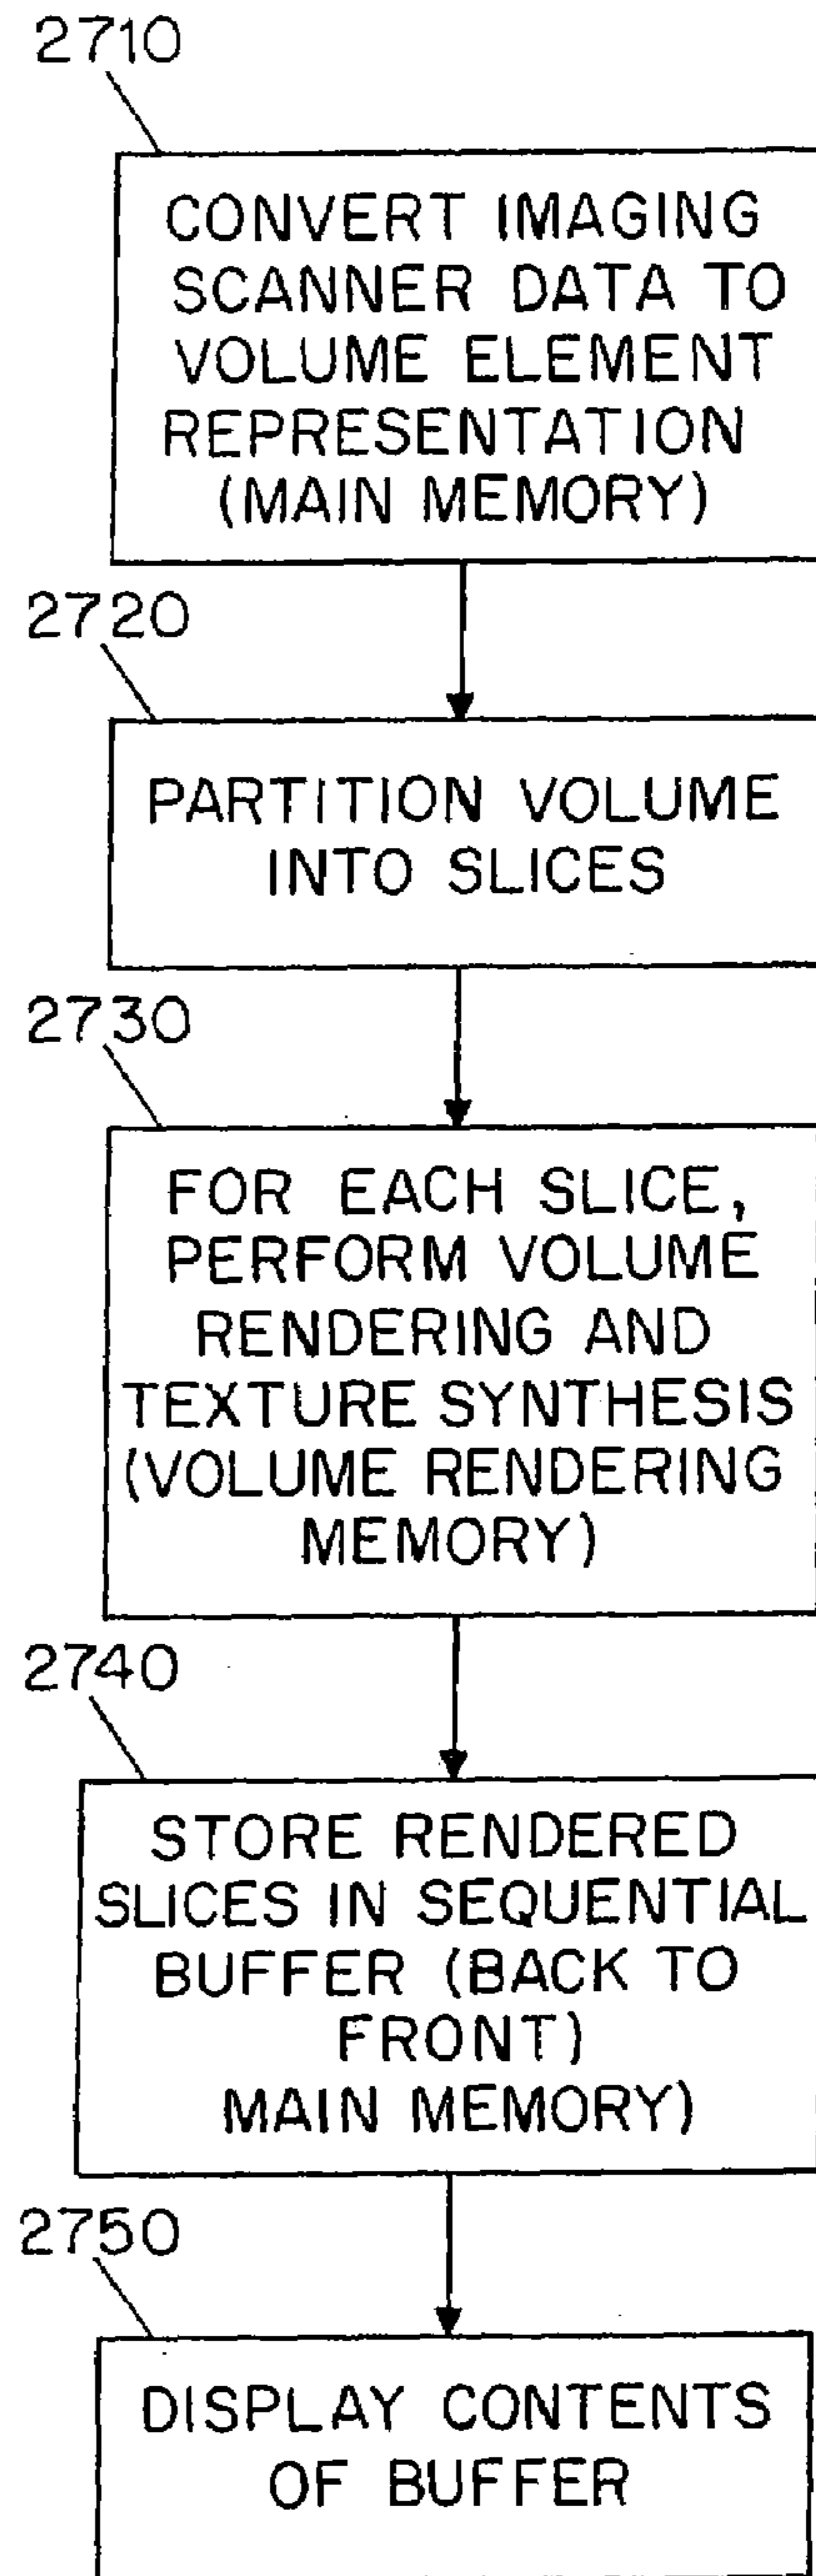 2710
CONVERT IMAGING
SCANNER DATA TO
VOLUME ELEMENT
REPRESENTATION
(MAIN MEMORY)
2720
PARTITION VOLUME
INTO SLICES
2730
FOR EACH SLICE,
PERFORM VOLUME
RENDERING AND
TEXTURE SYNTHESIS
(VOLUME RENDERING
MEMORY)
2740
STORE RENDERED
SLICES IN SEQUENTIAL
BUFFER (BACK TO
FRONT)
MAIN MEMORY)
2750
DISPLAY CONTENTS
OF BUFFER